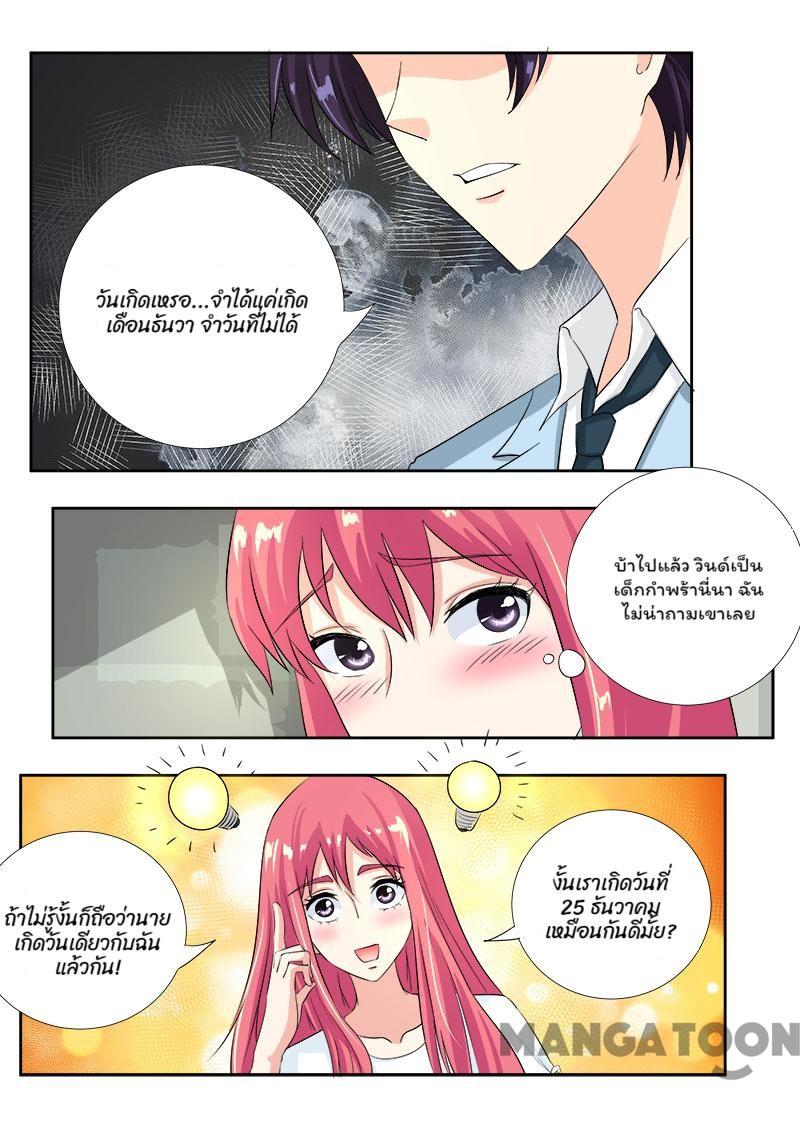 วันเกิดเหรอ...จำได้แค่เกิด
เดือนธันวา จำวันที่ไม่ได้
บ้าไปแล้ว วินด์เป็น
เด็กกำพร้านี่นา ฉัน
ไม่น่าถามเขาเลย
ถ้าไม่รู้งั้นก็ถือว่านาย
เกิดวันเดียวกับฉัน
แล้วกัน!
งั้นเราเกิดวันที่
25 ธันวาคม
เหมือนกันดีมั้ย?
MANGATOON